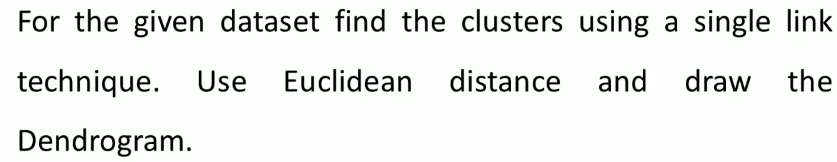 For the given dataset find the clusters using a single link
technique. Use Euclidean distance and draw the
Dendrogram.